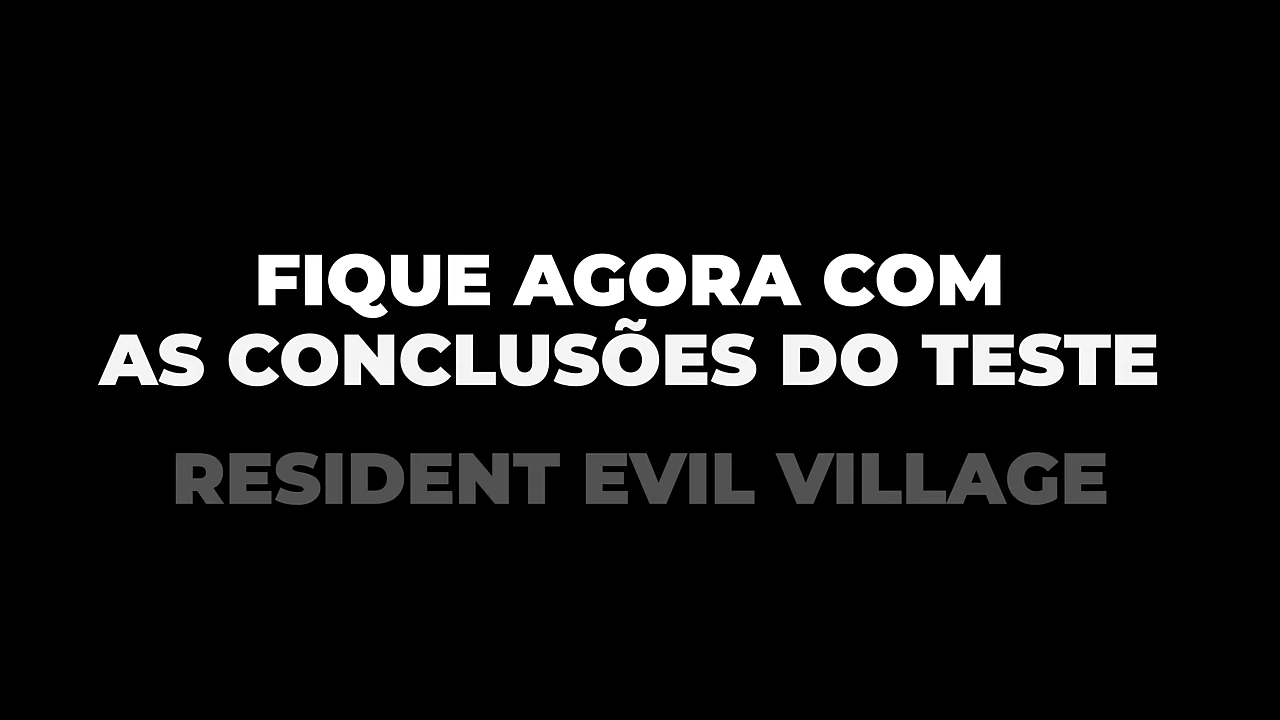 FIQUE AGORA COM
AS CONCLUSÕES DO TESTE
RESIDENT EVIL VILLAGE